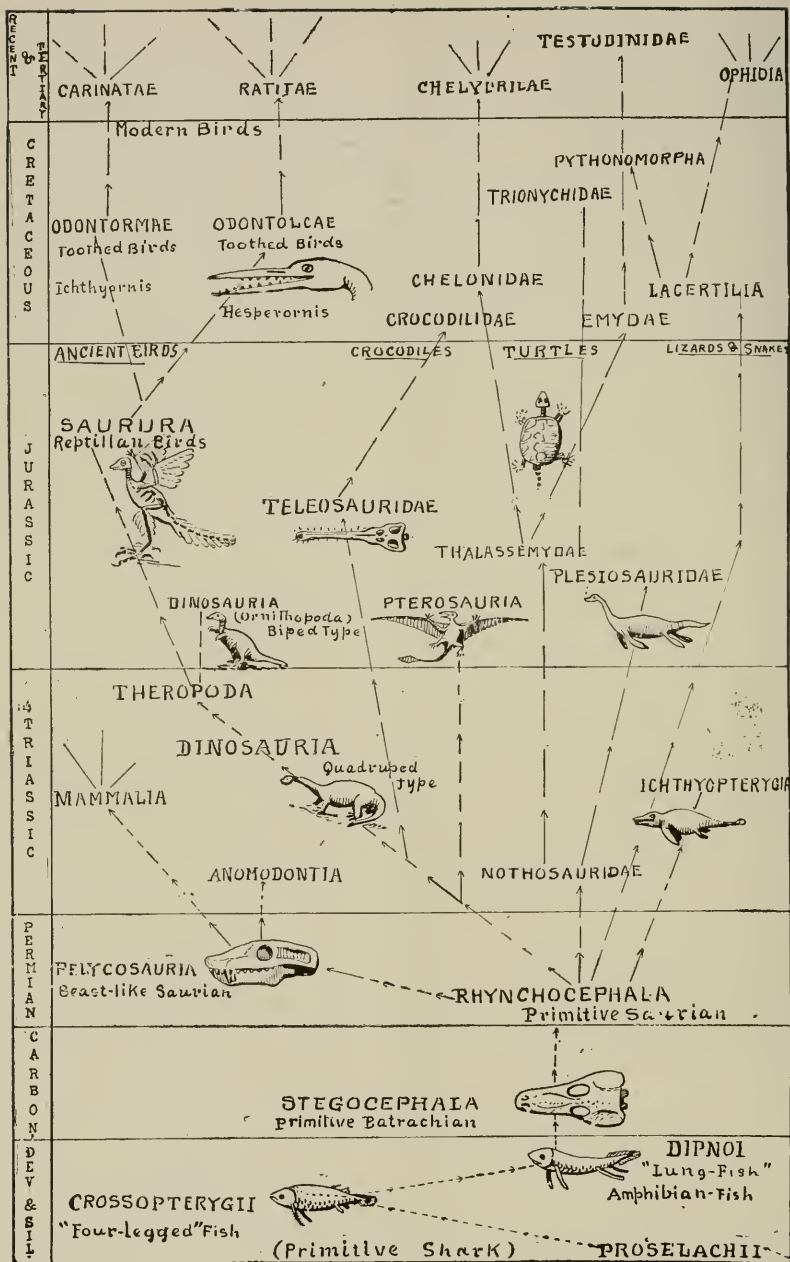 RECENT & TERTIARY
CARINATAE
RATITAE
CHELYDRIDAE
TESTUDINIDAE
OPHIDIA
Modern Birds
CRETACEOUS
PYTHONOMORPHA
TRIONYCHIDAE
ODONTORMAE
Toothed Birds
ODONTOLCAE
Toothed Birds
Ichthyornis
Hesperornis
CHELONIDAE
LACERTILIA
CROCODILIDAE
EMYDAE
ANCIENT BIRDS
CROCODILES
TURTLES
LIZARDS & SNAKES
JURASSIC
SAURURA
Reptilian Birds
TELEOSAURIDAE
THALASSEMYDAE
PLESIOSAURIDAE
DINOSAURIA
(Ornithopoda)
Biped Type
PTEROSAURIA
TRIASSIC
THEROPODA
DINOSAURIA
Quadruped
type
MAMMALIA
ICHTHYOPTERYGIA
ANOMODONTIA
NOTHOSAURIDAE
PERMIAN
PELYCOSAURIA
Beast-like Saurian
RHYNCHOCEPHALA
Primitive Saurian
CARBON.
STEGOCEPHALA
primitive Batrachian
DEV & SIL.
DIPNOI
"Lung-Fish"
Amphibian-Fish
CROSSOPTERYGII
"Four-legged" Fish
(Primitive Shark)
PROSELACHII